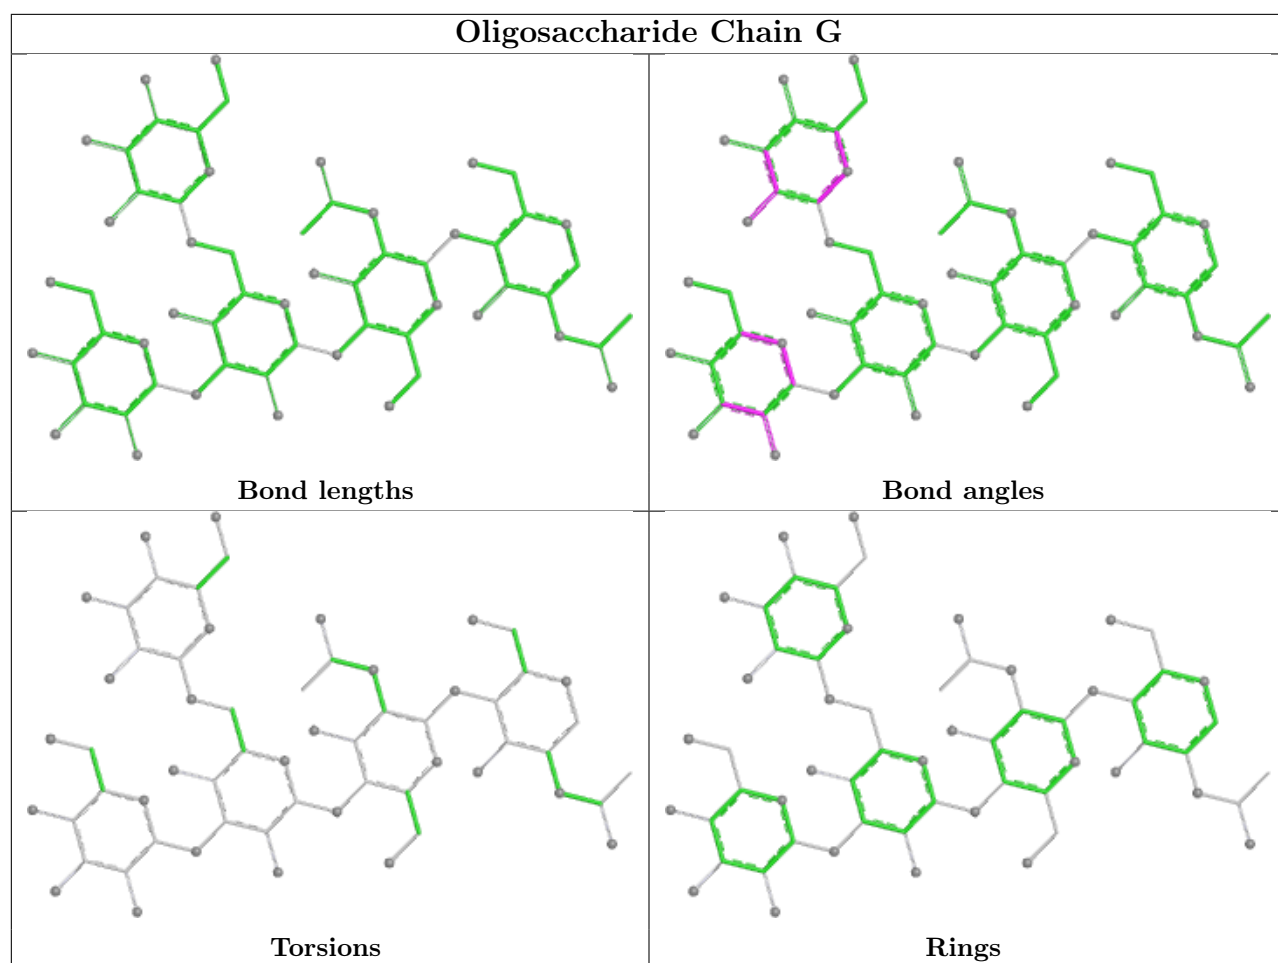 Oligosaccharide Chain G
Bond lengths
Bond angles
Torsions
Rings